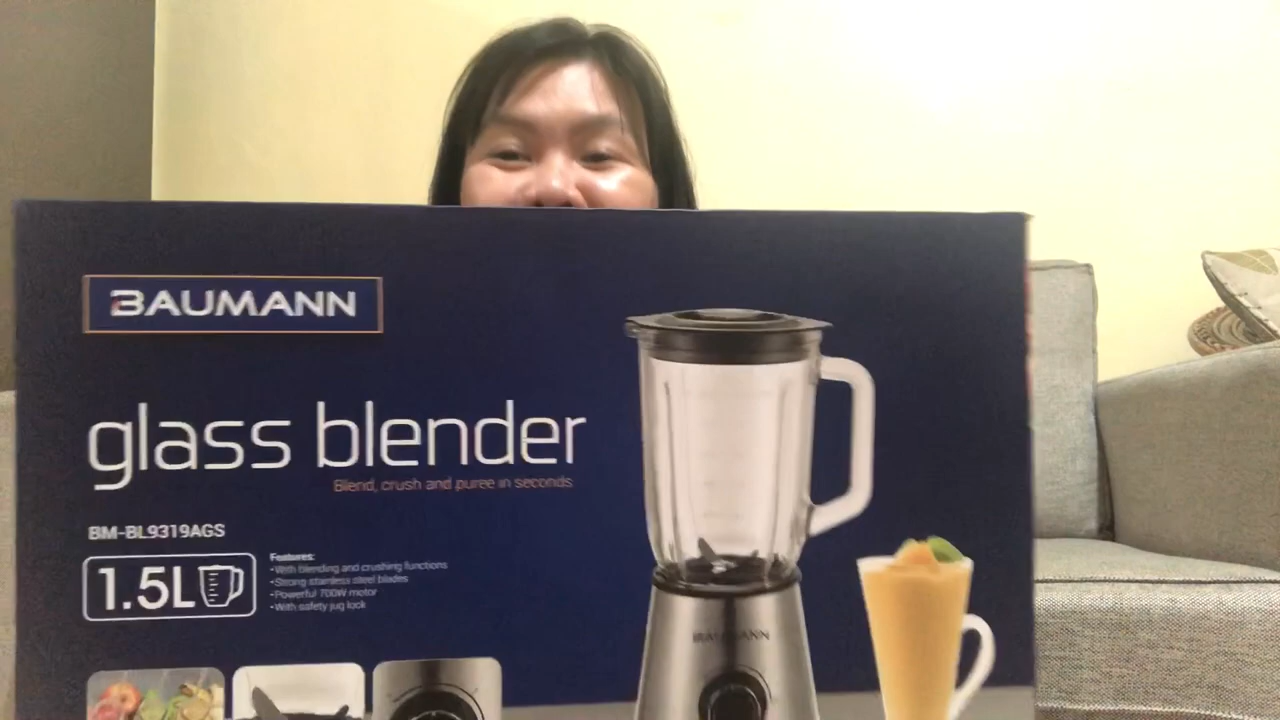 BAUMANN
glass blender
Blend, crush and puree in seconds
BM-BL9319AGS
1.5L
Features:
•With blending and crushing functions
•Strong stainless steel blades
•Powerful 700W motor
•With safety jug lock
BAUMANN